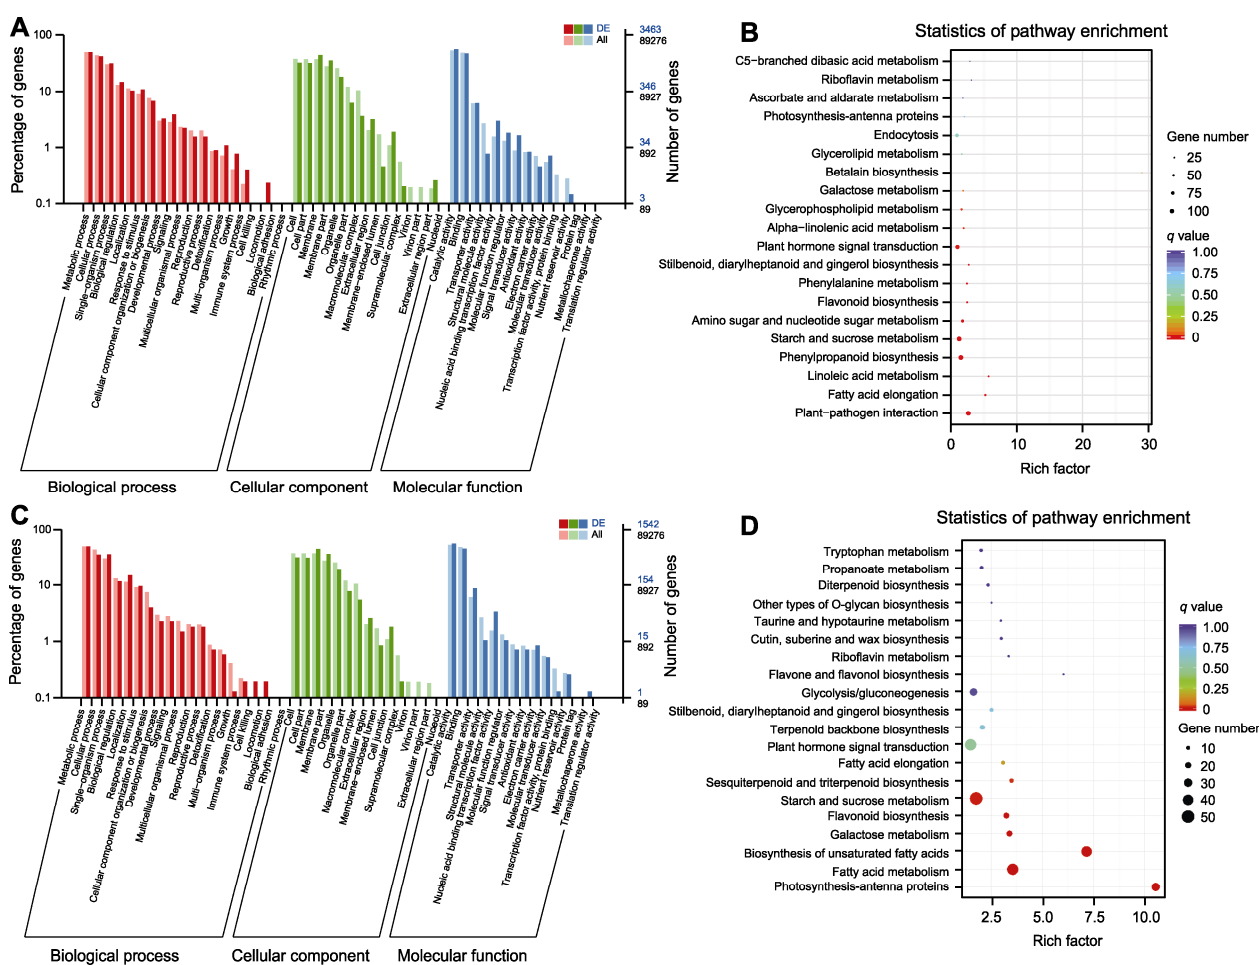 A
Percentage of genes
100
10
1
0.1
DE
All
3463
89276
346
8927
34
892
3
89
Number of genes
Metabolic process
Cellular process
Single-organism process
Biological regulation
Localization
Response to stimulus
Cellular component organization or biogenesis
Developmental process
Signaling
Multicellular organismal process
Reproduction
Reproductive process
Detoxification
Multi-organism process
Growth
Immune system process
Cell killing
Locomotion
Biological adhesion
Rhythmic process
Cell
Cell part
Membrane
Membrane part
Organelle
Organelle part
Macromolecular complex
Extracellular region
Membrane-enclosed lumen
Cell junction
Supramolecular complex
Virion
Virion part
Extracellular region part
Nucleoid
Catalytic activity
Binding
Transporter activity
Structural molecule activity
Nucleic acid binding transcription factor activity
Molecular function regulator
Signal transducer activity
Antioxidant activity
Electron carrier activity
Molecular transducer activity
Transcription factor activity, protein binding
Nutrient reservoir activity
Protein tag
Metallochaperone activity
Translation regulator activity
Biological process
Cellular component
Molecular function
B
Statistics of pathway enrichment
C5-branched dibasic acid metabolism
Riboflavin metabolism
Ascorbate and aldarate metabolism
Photosynthesis-antenna proteins
Endocytosis
Glycerolipid metabolism
Betalain biosynthesis
Galactose metabolism
Glycerophospholipid metabolism
Alpha-linolenic acid metabolism
Plant hormone signal transduction
Stilbenoid, diarylheptanoid and gingerol biosynthesis
Phenylalanine metabolism
Flavonoid biosynthesis
Amino sugar and nucleotide sugar metabolism
Starch and sucrose metabolism
Phenylpropanoid biosynthesis
Linoleic acid metabolism
Fatty acid elongation
Plant-pathogen interaction
0
10
20
30
Rich factor
Gene number
25
50
75
100
q value
1.00
0.75
0.50
0.25
0
C
Percentage of genes
100
10
1
0.1
DE
All
1542
89276
154
8927
15
892
1
89
Number of genes
Metabolic process
Cellular process
Single-organism process
Biological regulation
Localization
Response to stimulus
Cellular component organization or biogenesis
Developmental process
Signaling
Multicellular organismal process
Reproduction
Reproductive process
Detoxification
Multi-organism process
Growth
Immune system process
Cell killing
Locomotion
Biological adhesion
Rhythmic process
Cell
Cell part
Membrane
Membrane part
Organelle
Organelle part
Macromolecular complex
Extracellular region
Membrane-enclosed lumen
Cell junction
Supramolecular complex
Virion
Virion part
Extracellular region part
Nucleoid
Catalytic activity
Binding
Transporter activity
Structural molecule activity
Nucleic acid binding transcription factor activity
Molecular function regulator
Signal transducer activity
Antioxidant activity
Electron carrier activity
Molecular transducer activity
Transcription factor activity, protein binding
Nutrient reservoir activity
Protein tag
Metallochaperone activity
Translation regulator activity
Biological process
Cellular component
Molecular function
D
Statistics of pathway enrichment
Tryptophan metabolism
Propanoate metabolism
Diterpenoid biosynthesis
Other types of O-glycan biosynthesis
Taurine and hypotaurine metabolism
Cutin, suberine and wax biosynthesis
Riboflavin metabolism
Flavone and flavonol biosynthesis
Glycolysis/gluconeogenesis
Stilbenoid, diarylheptanoid and gingerol biosynthesis
Terpenoid backbone biosynthesis
Plant hormone signal transduction
Fatty acid elongation
Sesquiterpenoid and triterpenoid biosynthesis
Starch and sucrose metabolism
Flavonoid biosynthesis
Galactose metabolism
Biosynthesis of unsaturated fatty acids
Fatty acid metabolism
Photosynthesis-antenna proteins
2.5
5.0
7.5
10.0
Rich factor
q value
1.00
0.75
0.50
0.25
0
Gene number
10
20
30
40
50